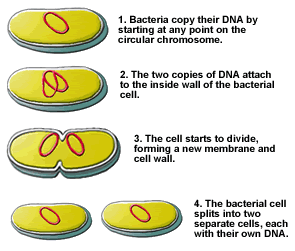 1. Bacteria copy their DNA by
starting at any point on the
circular chromosome.
2. The two copies of DNA attach
to the inside wall of the bacterial
cell.
3. The cell starts to divide,
forming a new membrane and
cell wall.
4. The bacterial cell
splits into two
separate cells, each
with their own DNA.